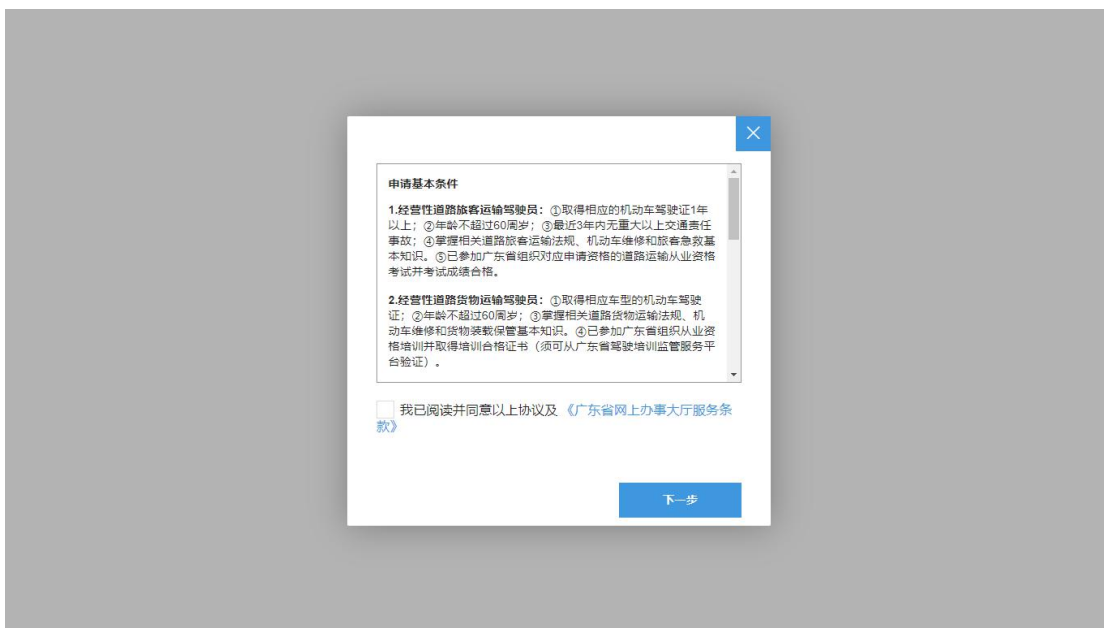 申请基本条件
1.经营性道路旅客运输驾驶员：①取得相应的机动车驾驶证1年
以上；②年龄不超过60周岁；③最近3年内无重大以上交通责任
事故；④掌握相关道路旅客运输法规、机动车维修和旅客急救基
本知识。⑤已参加广东省组织对应申请资格的道路运输从业资格
考试并考试成绩合格。
2.经营性道路货物运输驾驶员：①取得相应车型的机动车驾驶
证；②年龄不超过60周岁；③掌握相关道路货物运输法规、机
动车维修和货物装载保管基本知识。④已参加广东省组织从业资
格培训并取得培训合格证书（须可从广东省驾驶培训监管服务平
台验证）。
我已阅读并同意以上协议及 《广东省网上办事大厅服务条
款》
下一步